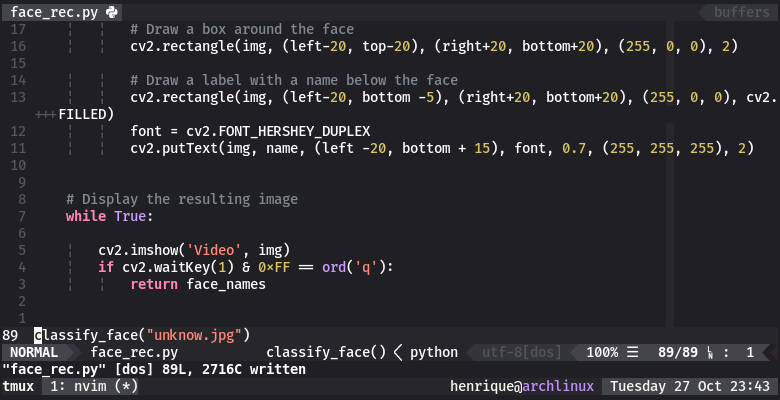 face_rec.py buffers
17 # Draw a box around the face
16 cv2.rectangle(img, (left-20, top-20), (right+20, bottom+20), (255, 0, 0), 2)
15
14 # Draw a label with a name below the face
13 cv2.rectangle(img, (left-20, bottom -5), (right+20, bottom+20), (255, 0, 0), cv2.
+++FILLED)
12 font = cv2.FONT_HERSHEY_DUPLEX
11 cv2.putText(img, name, (left -20, bottom + 15), font, 0.7, (255, 255, 255), 2)
10
9
8 # Display the resulting image
7 while True:
6
5 cv2.imshow('Video', img)
4 if cv2.waitKey(1) & 0xFF == ord('q'):
3 return face_names
2
1
89 classify_face("unknow.jpg")
NORMAL face_rec.py classify_face() < python utf-8[dos] 100% ☰ 89/89 ㏑ : 1
"face_rec.py" [dos] 89L, 2716C written
tmux 1: nvim (*) henrique@archlinux Tuesday 27 Oct 23:43